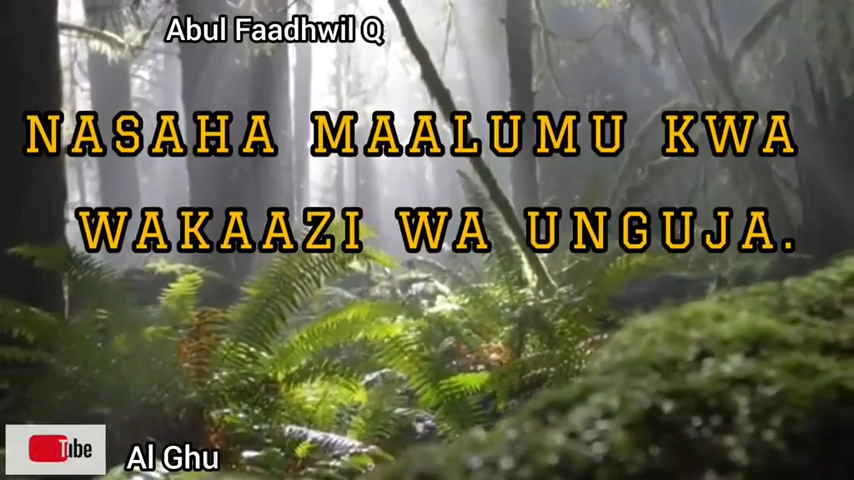 Abul Faadhwil Q
NASAHA MAALUMU KWA
WAKAAZI WA UNGUJA.
Tube
Al Ghu